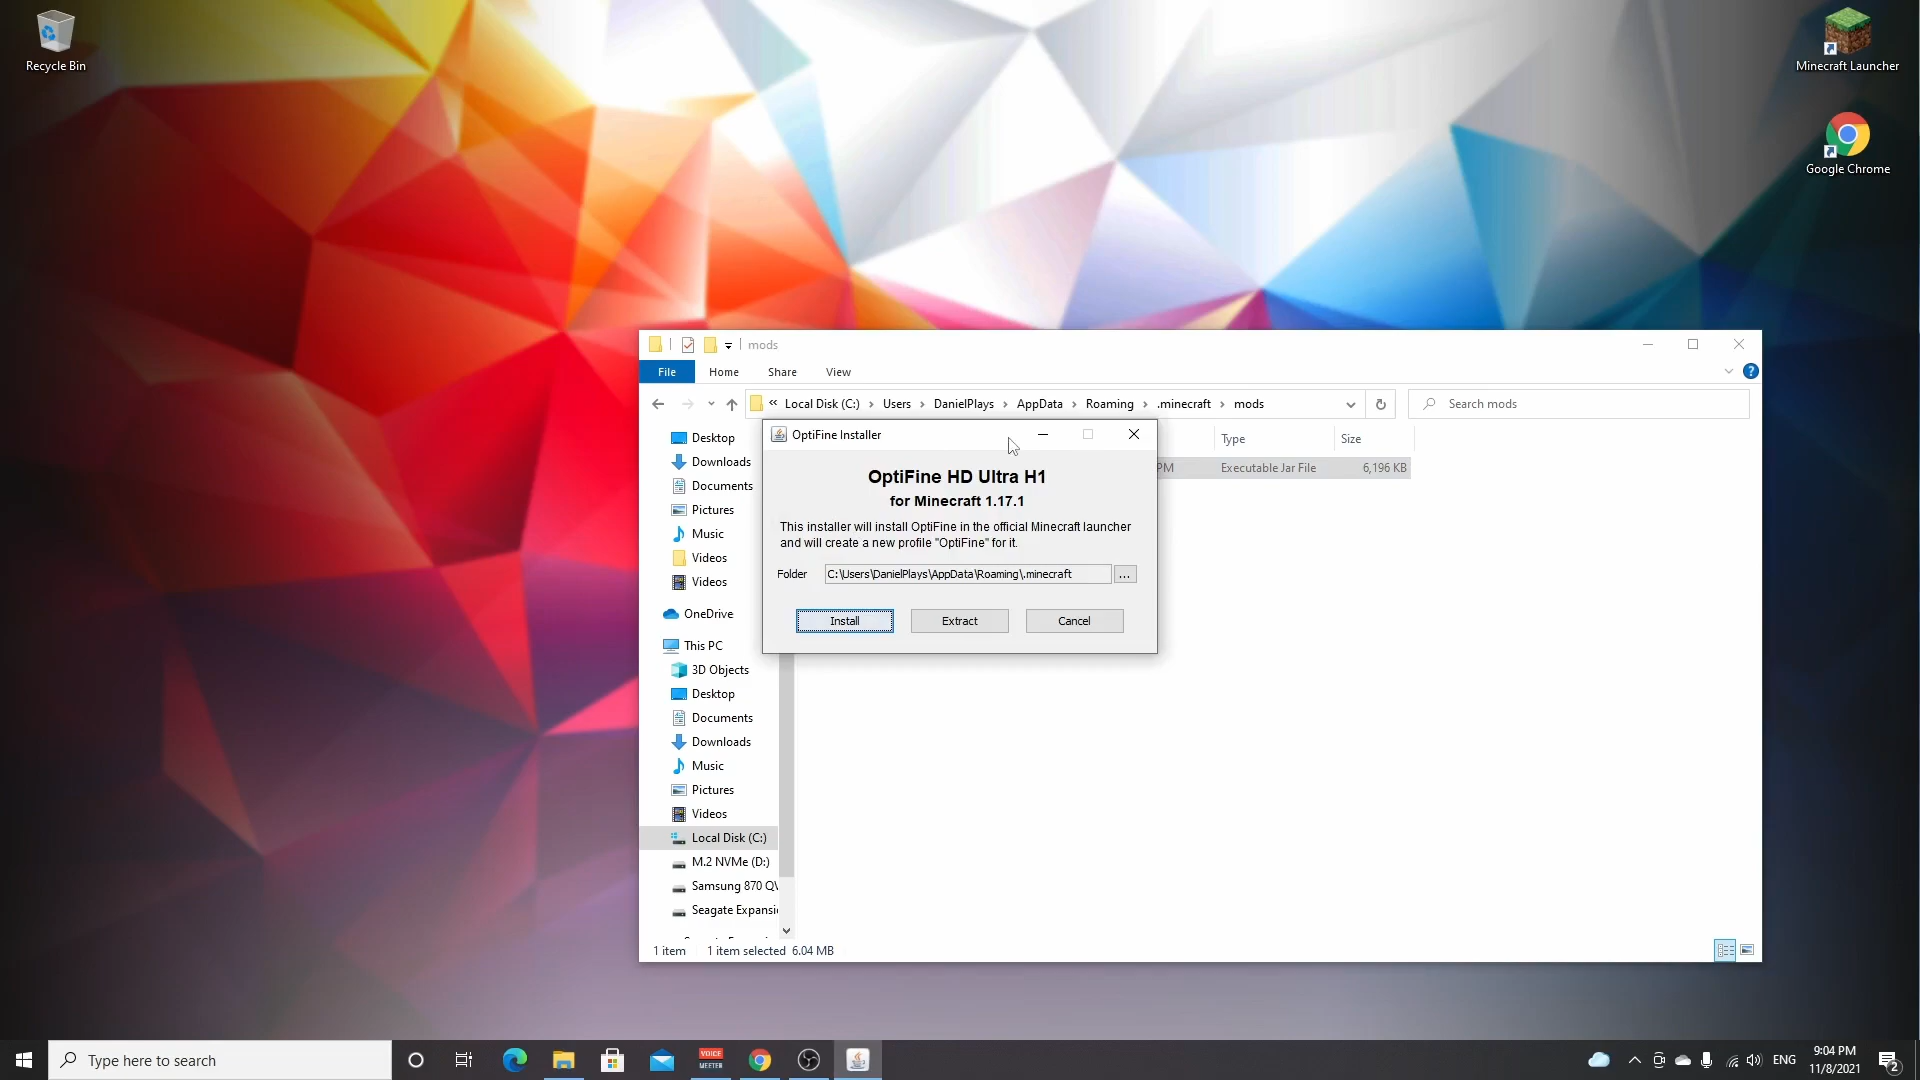 Recycle Bin
Minecraft Launcher
Google Chrome
mods
File Home Share View
Local Disk (C:) Users DanielPlays AppData Roaming .minecraft mods
Search mods
Type Size
PM Executable Jar File 6,196 KB
Desktop
Downloads
Documents
Pictures
Music
Videos
Videos
OneDrive
This PC
3D Objects
Desktop
Documents
Downloads
Music
Pictures
Videos
Local Disk (C:)
M.2 NVMe (D:)
Samsung 870 QV
Seagate Expansi
1 item 1 item selected 6.04 MB
OptiFine Installer
OptiFine HD Ultra H1
for Minecraft 1.17.1
This installer will install OptiFine in the official Minecraft launcher
and will create a new profile "OptiFine" for it.
Folder C:\Users\DanielPlays\AppData\Roaming\.minecraft ...
Install Extract Cancel
Type here to search
VOICE
MEETER
ENG
9:04 PM
11/8/2021
2